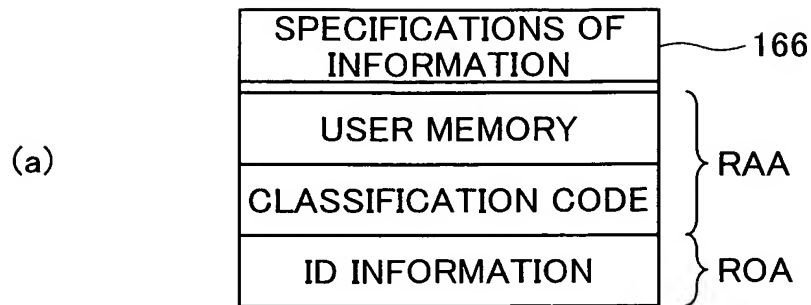 SPECIFICATIONS OF
INFORMATION
166
USER MEMORY
(a)
RAA
CLASSIFICATION CODE
ID INFORMATION
ROA